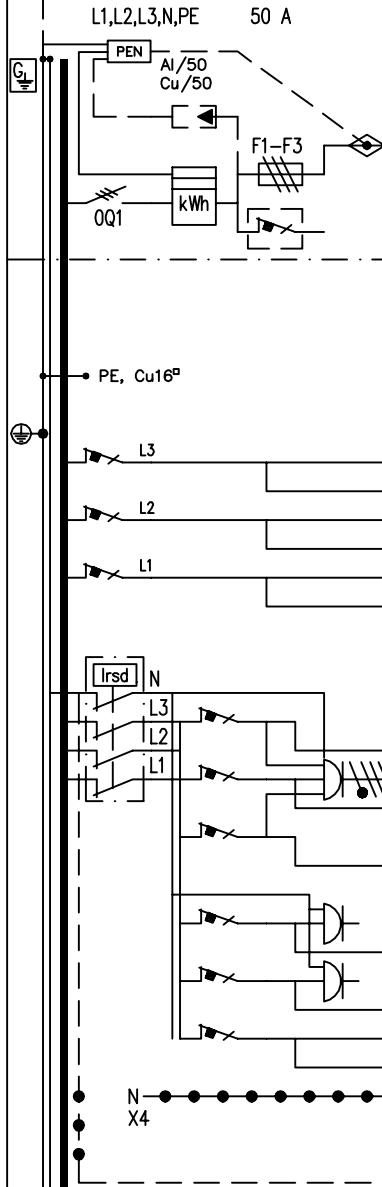 L1,L2,L3,N,PE 50 A
PEN
Al/50
Cu/50
G
F1-F3
kWh
0Q1
PE, Cu16□
L3
L2
L1
Irsd N
L3
L2
L1
N
X4